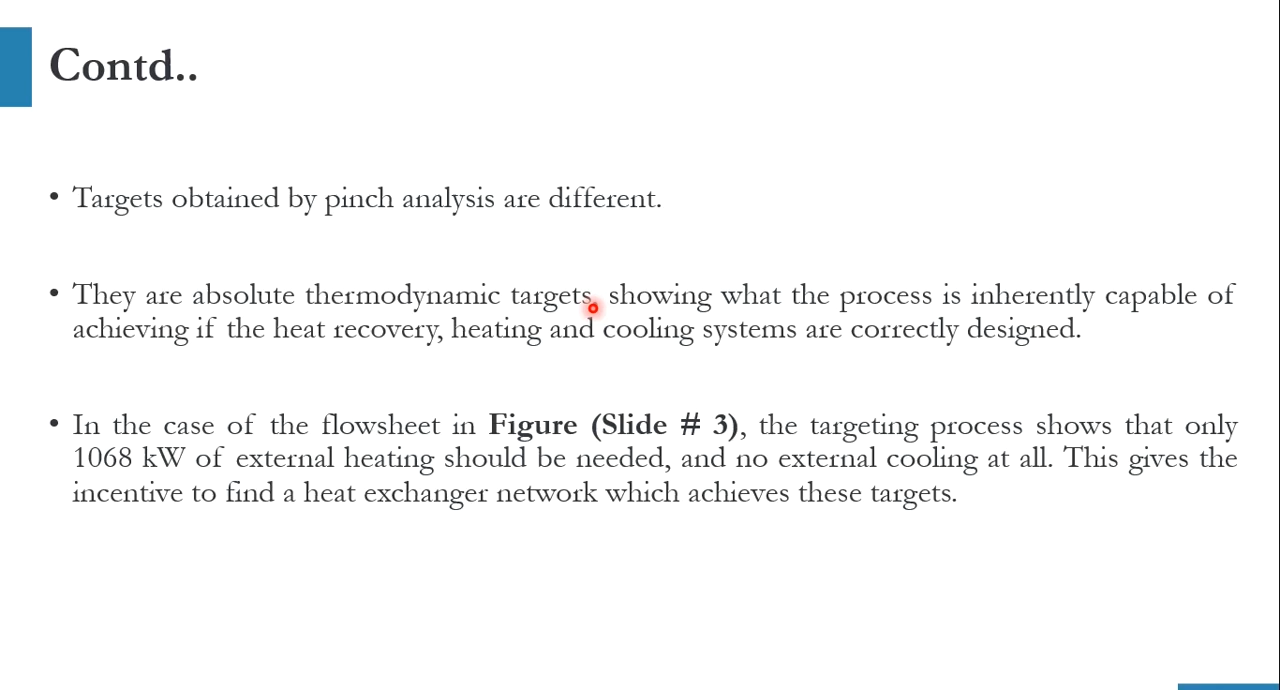 Contd..
• Targets obtained by pinch analysis are different.
• They are absolute thermodynamic targets, showing what the process is inherently capable of
achieving if the heat recovery, heating and cooling systems are correctly designed.
• In the case of the flowsheet in Figure (Slide # 3), the targeting process shows that only
1068 kW of external heating should be needed, and no external cooling at all. This gives the
incentive to find a heat exchanger network which achieves these targets.